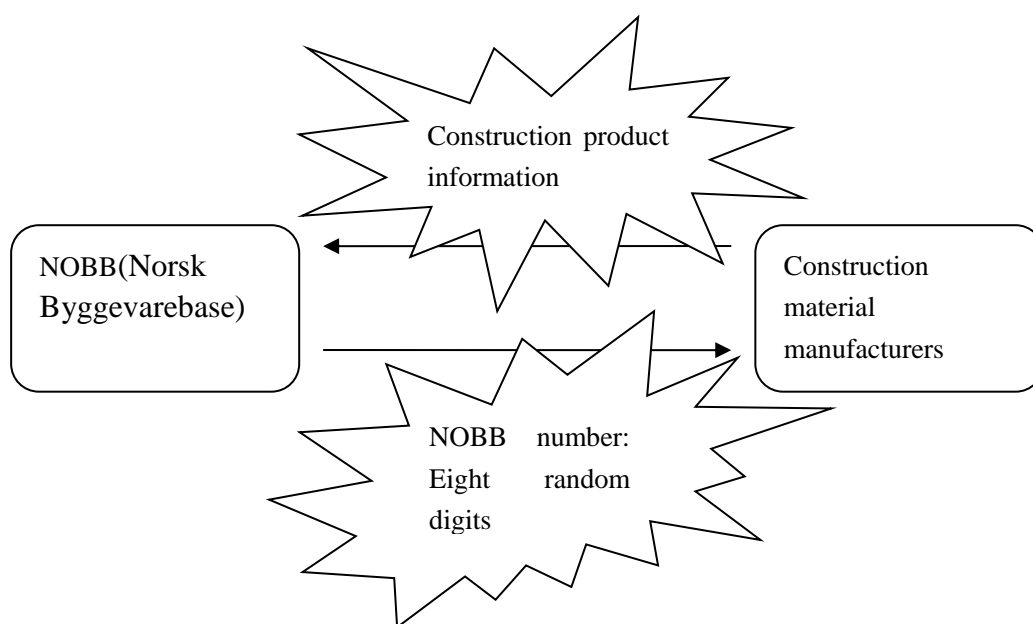 Construction product
information
NOBB(Norsk
Byggevarebase)
Construction
material
manufacturers
NOBB number:
Eight random
digits